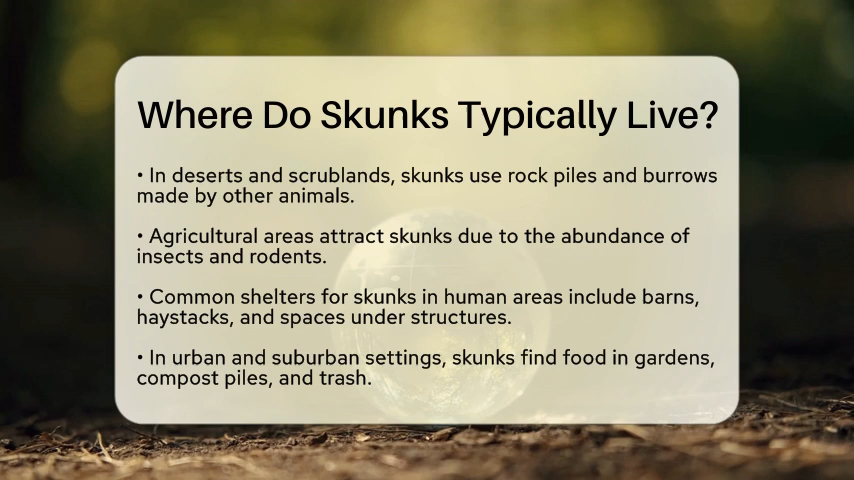 Where Do Skunks Typically Live?
• In deserts and scrublands, skunks use rock piles and burrows
made by other animals.
• Agricultural areas attract skunks due to the abundance of
insects and rodents.
• Common shelters for skunks in human areas include barns,
haystacks, and spaces under structures.
• In urban and suburban settings, skunks find food in gardens,
compost piles, and trash.